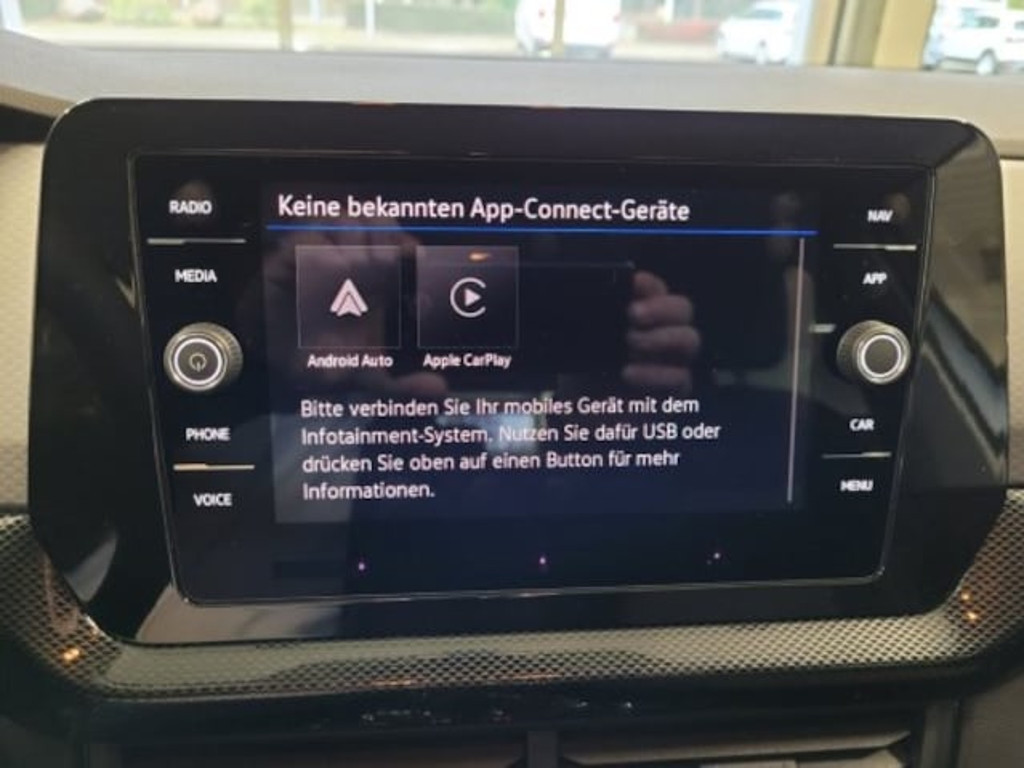 Keine bekannten App-Connect-Geräte
RADIO
MEDIA
PHONE
VOICE
Android Auto
Apple CarPlay
Bitte verbinden Sie Ihr mobiles Gerät mit dem
Infotainment-System. Nutzen Sie dafür USB oder
drücken Sie oben auf einen Button für mehr
Informationen.
NAV
APP
CAR
MENU